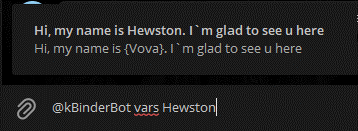 Hi, my name is Hewston. I`m glad to see u here
Hi, my name is {Vova}. I`m glad to see u here
@kBinderBot vars Hewston